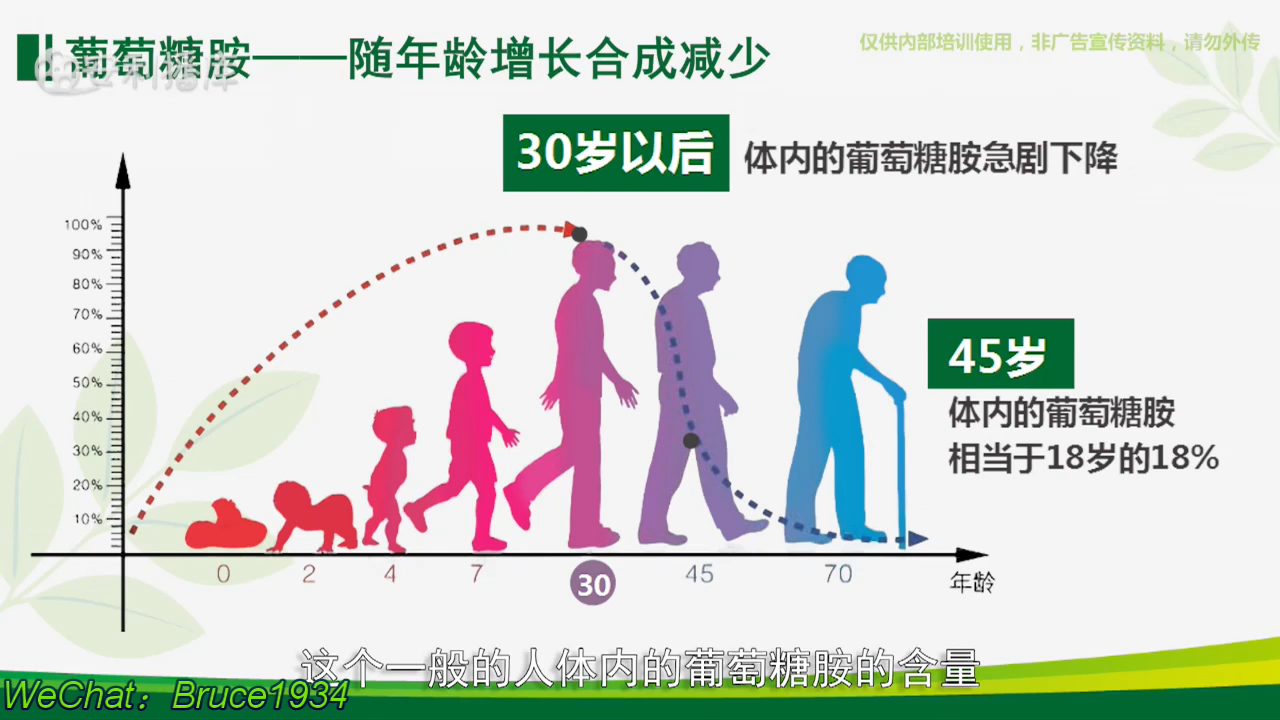 葡萄糖胺——随年龄增长合成减少
仅供内部培训使用，非广告宣传资料，请勿外传
30岁以后
体内的葡萄糖胺急剧下降
100%
90%
80%
70%
60%
50%
40%
30%
20%
10%
45岁
体内的葡萄糖胺
相当于18岁的18%
0 2 4 7 30 45 70
年龄
这个一般的人体内的葡萄糖胺的含量
WeChat：Bruce1934